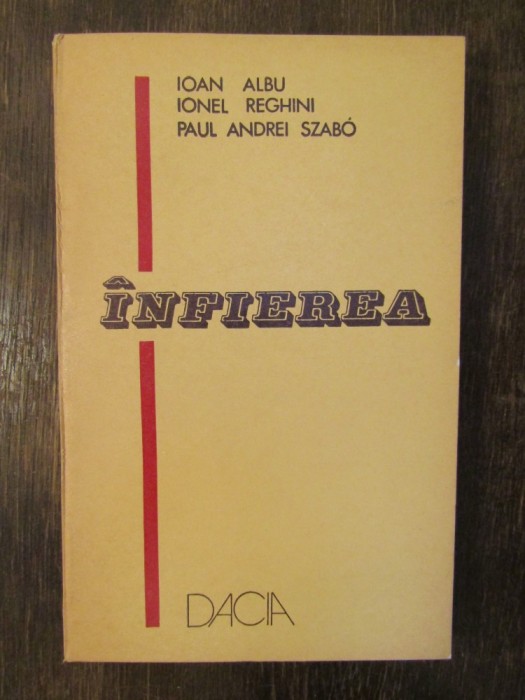 IOAN ALBU
IONEL REGHINI
PAUL ANDREI SZABÓ
ÎNFIEREA
DACIA